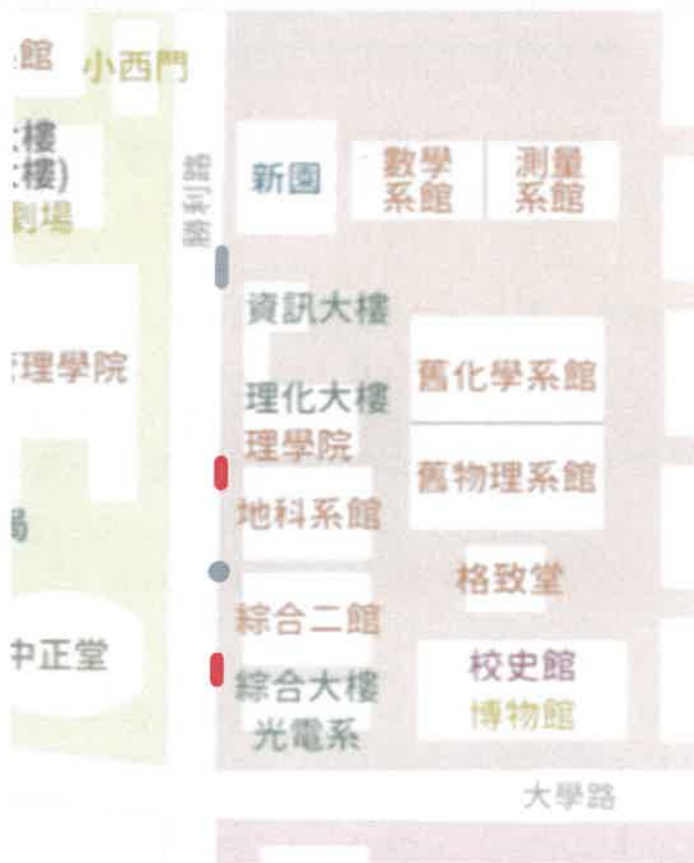 館
小西門
樓
樓)
劇場
勝利路
新園
數學
系館
測量
系館
資訊大樓
理學院
理化大樓
理學院
舊化學系館
舊物理系館
地科系館
格致堂
綜合二館
中正堂
校史館
博物館
綜合大樓
光電系
大學路